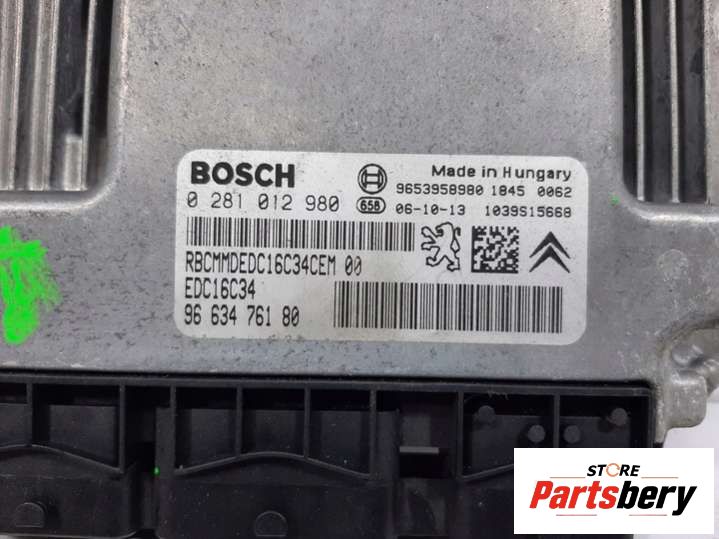 BOSCH
Made in Hungary
9653958980 1845 0062
0 281 012 980
658
06-10-13
1039S15668
RBCMMDEDC16C34CEM 00
EDC16C34
96 634 761 80
STORE
Partsbery